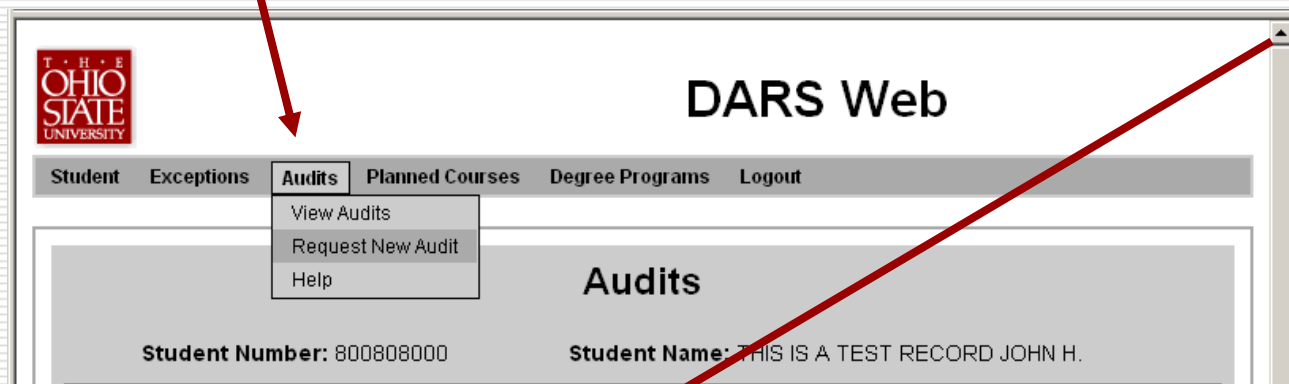 T·H·E
OHIO
STATE
UNIVERSITY
DARS Web
Student Exceptions Audits Planned Courses Degree Programs Logout
View Audits
Request New Audit
Help
Audits
Student Number: 800808000 Student Name: THIS IS A TEST RECORD JOHN H.